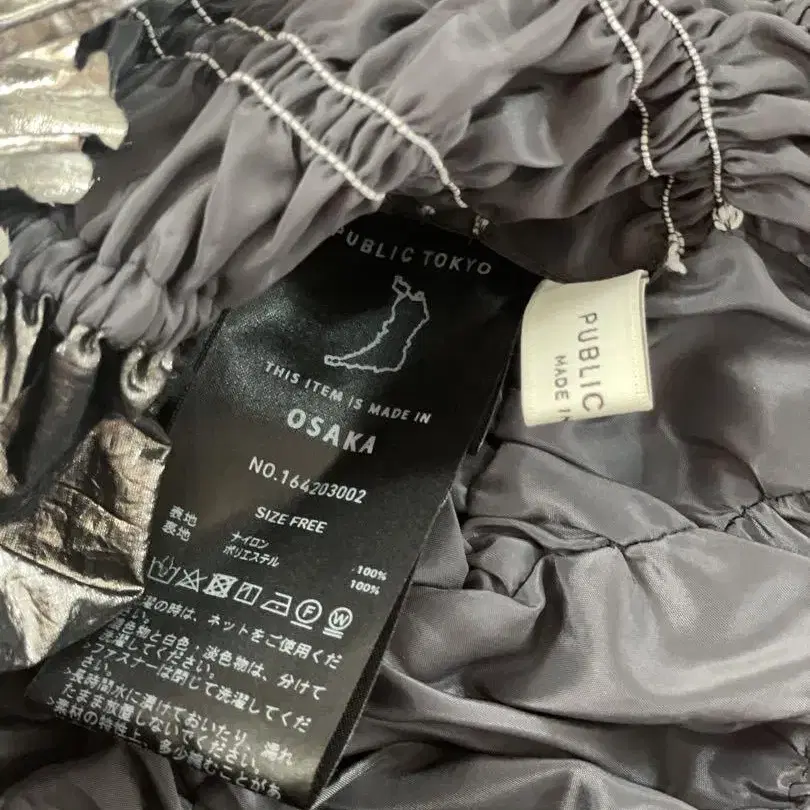 PUBLIC TOKYO
THIS ITEM IS MADE IN
OSAKA
NO.164203002
SIZE FREE
表地 ナイロン 100%
裏地 ポリエステル 100%
濯の時は、ネットをご使用くだ
色物と白色、淡色物は、分けて
洗濯してください。
>ファスナーは閉じて洗濯してくだ
さい。
>長時間水に漬けておいたり、濡れ
たまま放置しないでください。
>素材の特性上、多少縮むことがあ
PUBLIC
MADE IN